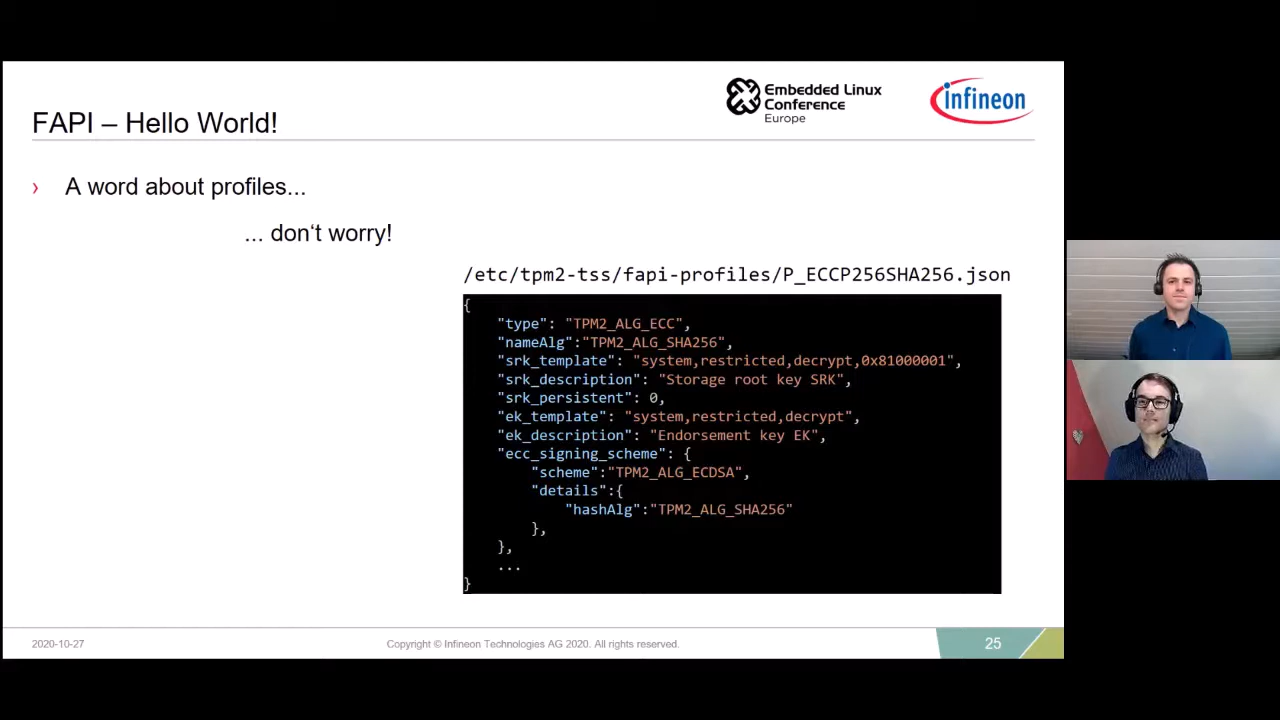 Embedded Linux
Conference
Europe
infineon
FAPI – Hello World!
› A word about profiles...
... don‘t worry!
/etc/tpm2-tss/fapi-profiles/P_ECCP256SHA256.json
{
    "type": "TPM2_ALG_ECC",
    "nameAlg":"TPM2_ALG_SHA256",
    "srk_template": "system,restricted,decrypt,0x81000001",
    "srk_description": "Storage root key SRK",
    "srk_persistent": 0,
    "ek_template": "system,restricted,decrypt",
    "ek_description": "Endorsement key EK",
    "ecc_signing_scheme": {
        "scheme":"TPM2_ALG_ECDSA",
        "details":{
            "hashAlg":"TPM2_ALG_SHA256"
        },
    },
    ...
}
2020-10-27
Copyright © Infineon Technologies AG 2020. All rights reserved.
25